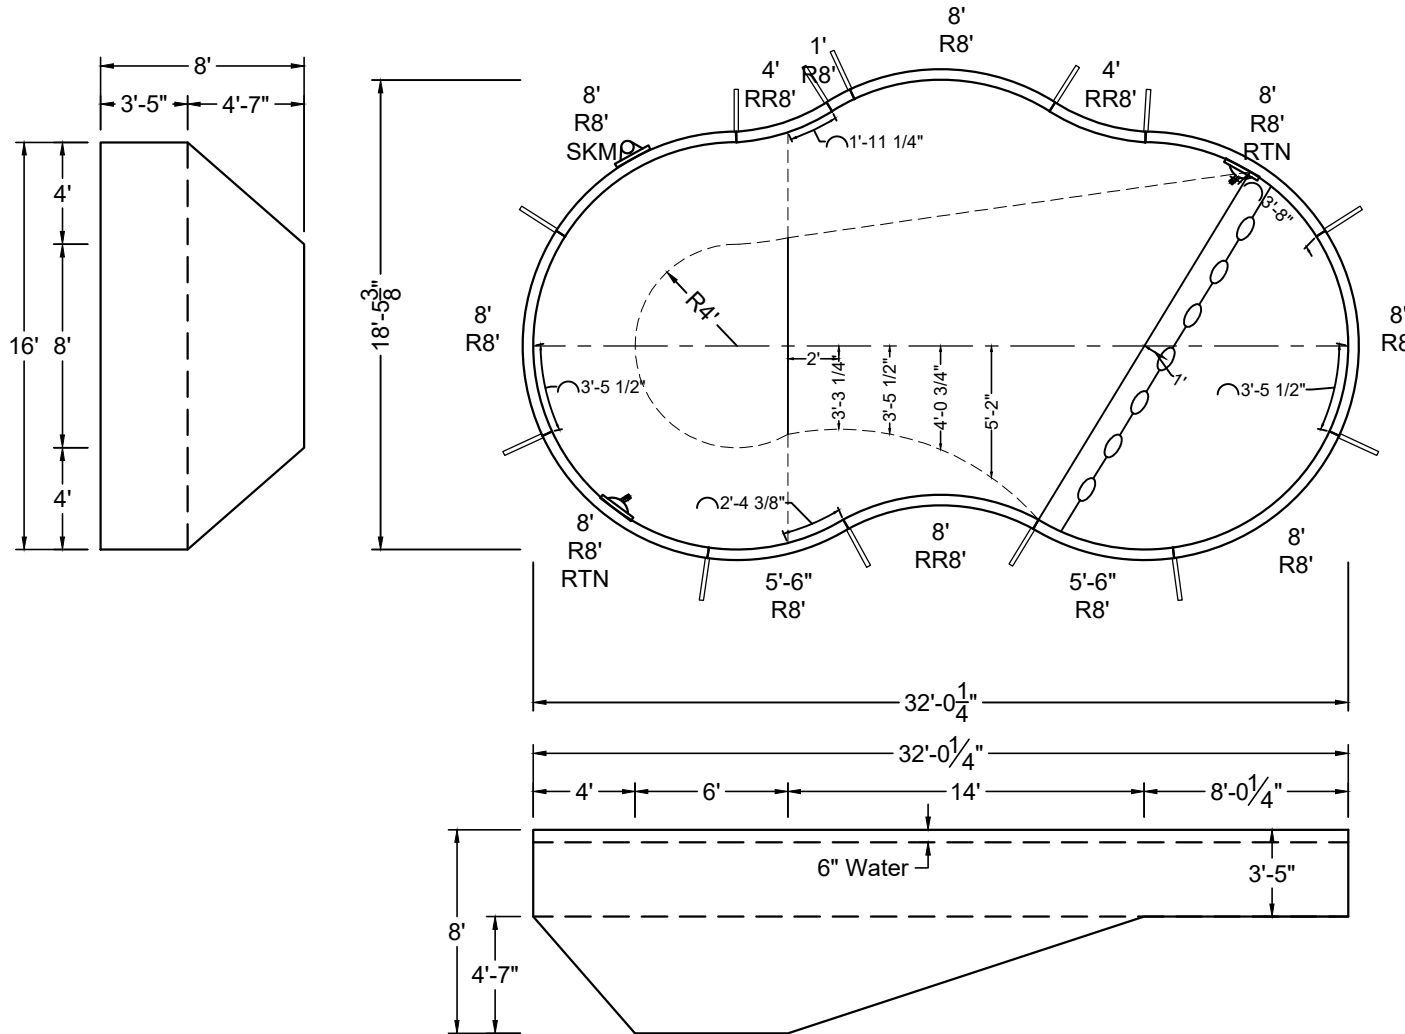 8'
3'-5"
4'-7"
16'
4'
8'
4'
18'-5 3/8"
8'
R8'
SKM
4'
RR8'
1'
R8'
8'
R8'
4'
RR8'
8'
R8'
RTN
1'-11 1/4"
3'-8"
R4'
8'
R8'
8'
R8
2'
3'-3 1/4"
3'-5 1/2"
4'-0 3/4"
5'-2"
1'
3'-5 1/2"
3'-5 1/2"
2'-4 3/8"
8'
R8'
RTN
5'-6"
R8'
8'
RR8'
5'-6"
R8'
8'
R8'
32'-0 1/4"
32'-0 1/4"
4'
6'
14'
8'-0 1/4"
6" Water
3'-5"
8'
4'-7"